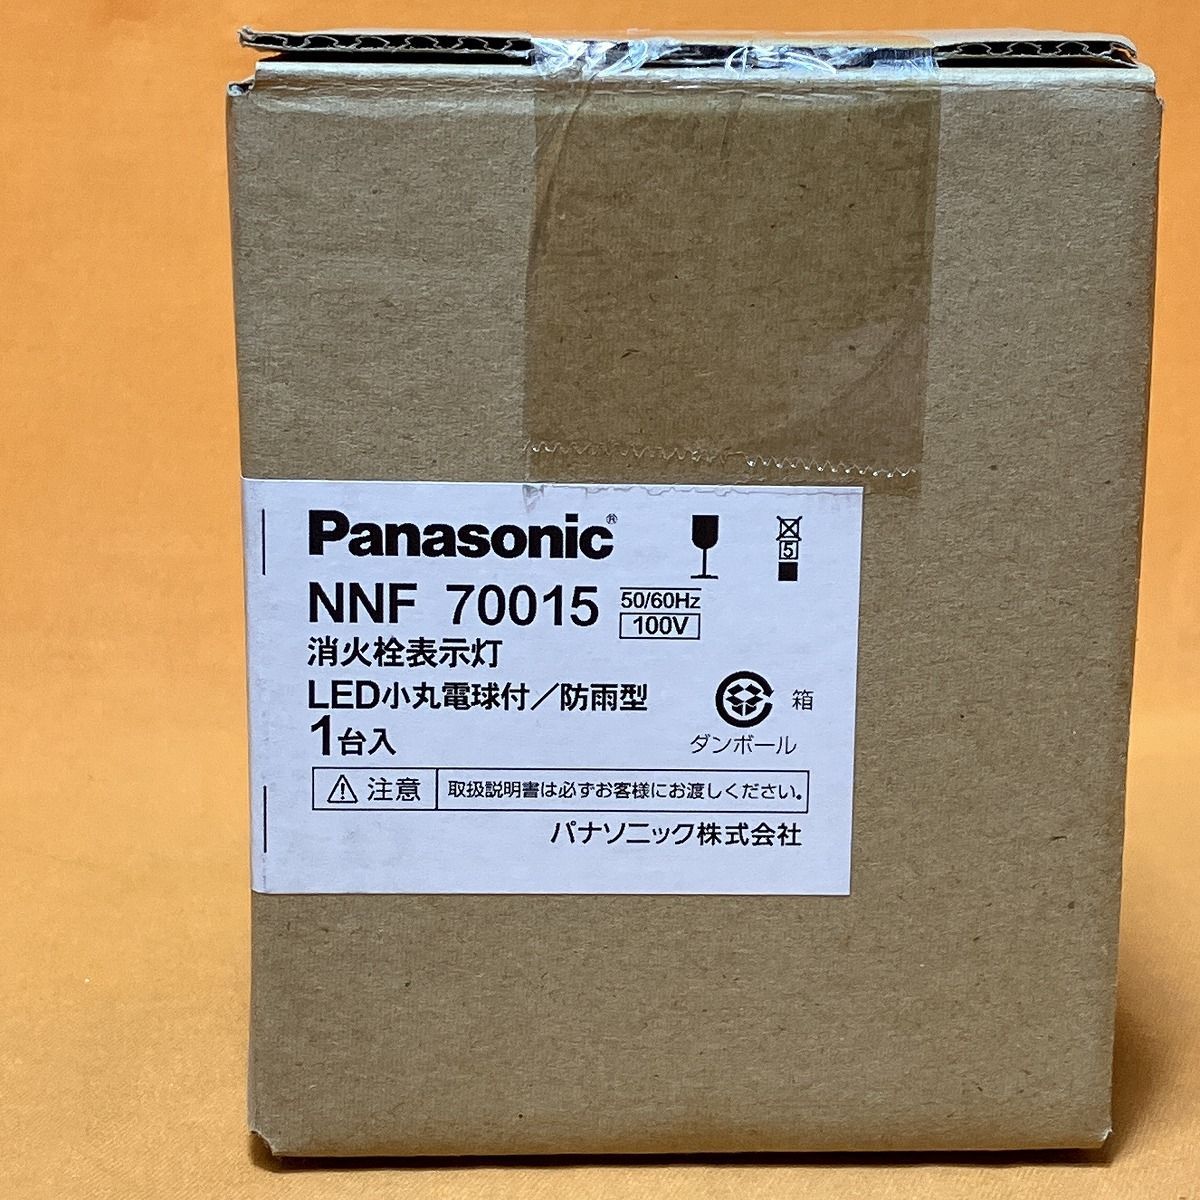 Panasonic®
NNF 70015 50/60Hz
100V
5
消火栓表示灯
LED小丸電球付／防雨型
1台入
箱
ダンボール
⚠ 注意 取扱説明書は必ずお客様にお渡しください。
パナソニック株式会社